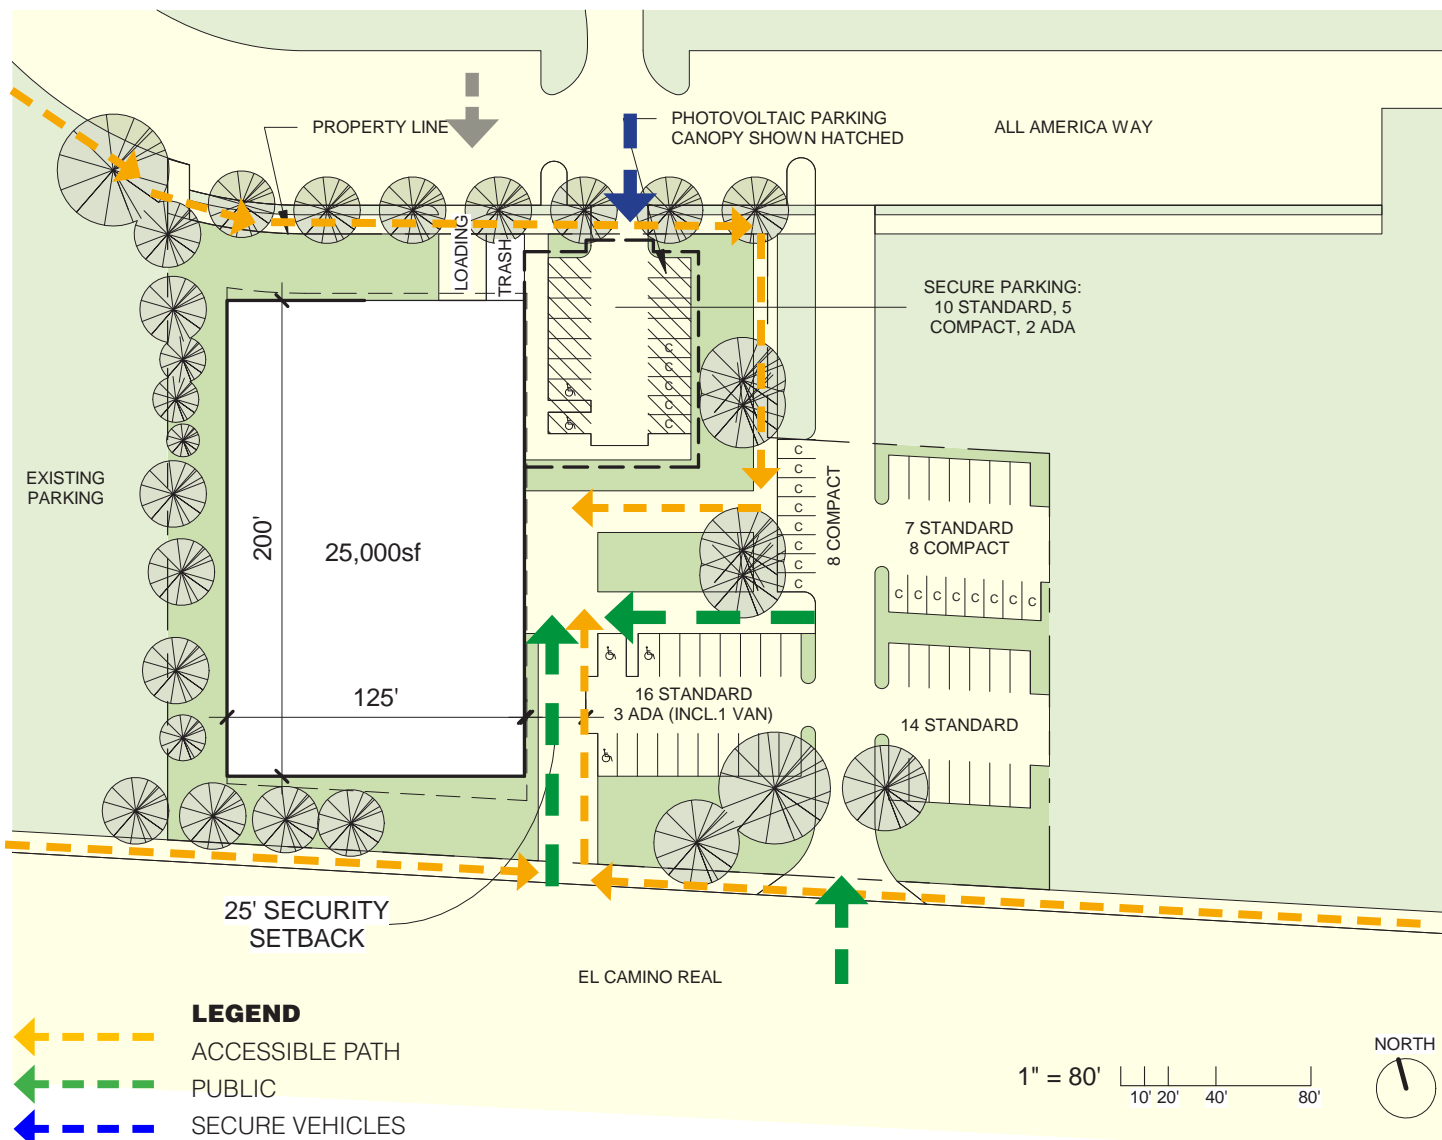 PROPERTY LINE
PHOTOVOLTAIC PARKING
CANOPY SHOWN HATCHED
ALL AMERICA WAY
LOADING
TRASH
SECURE PARKING:
10 STANDARD, 5
COMPACT, 2 ADA
C
C
C
C
C
EXISTING
PARKING
200'
25,000sf
C
C
C
C
C
C
C
C
8 COMPACT
7 STANDARD
8 COMPACT
C C C C C C C C
125'
16 STANDARD
3 ADA (INCL.1 VAN)
14 STANDARD
25' SECURITY
SETBACK
EL CAMINO REAL
LEGEND
ACCESSIBLE PATH
PUBLIC
SECURE VEHICLES
1" = 80'
10' 20' 40' 80'
NORTH